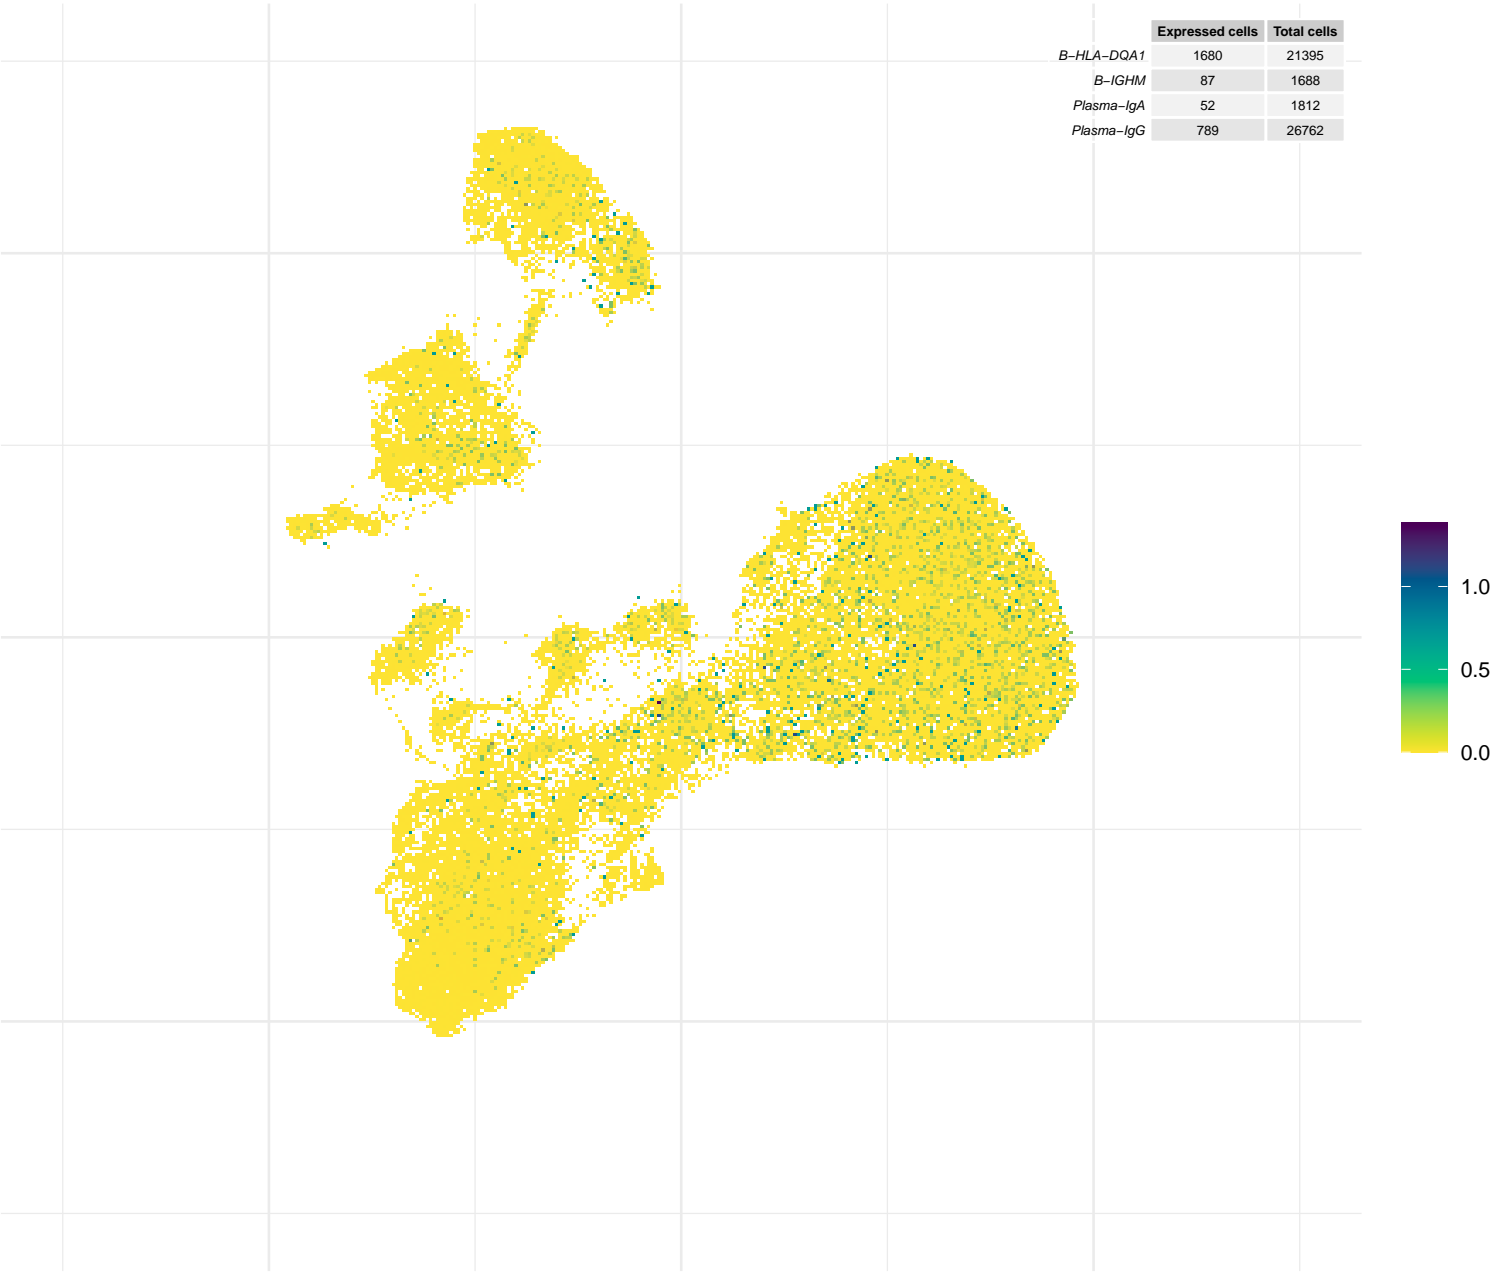 Expressed cells Total cells
B−HLA−DQA1 1680 21395
B−IGHM 87 1688
Plasma−IgA 52 1812
Plasma−IgG 789 26762
1.0
0.5
0.0